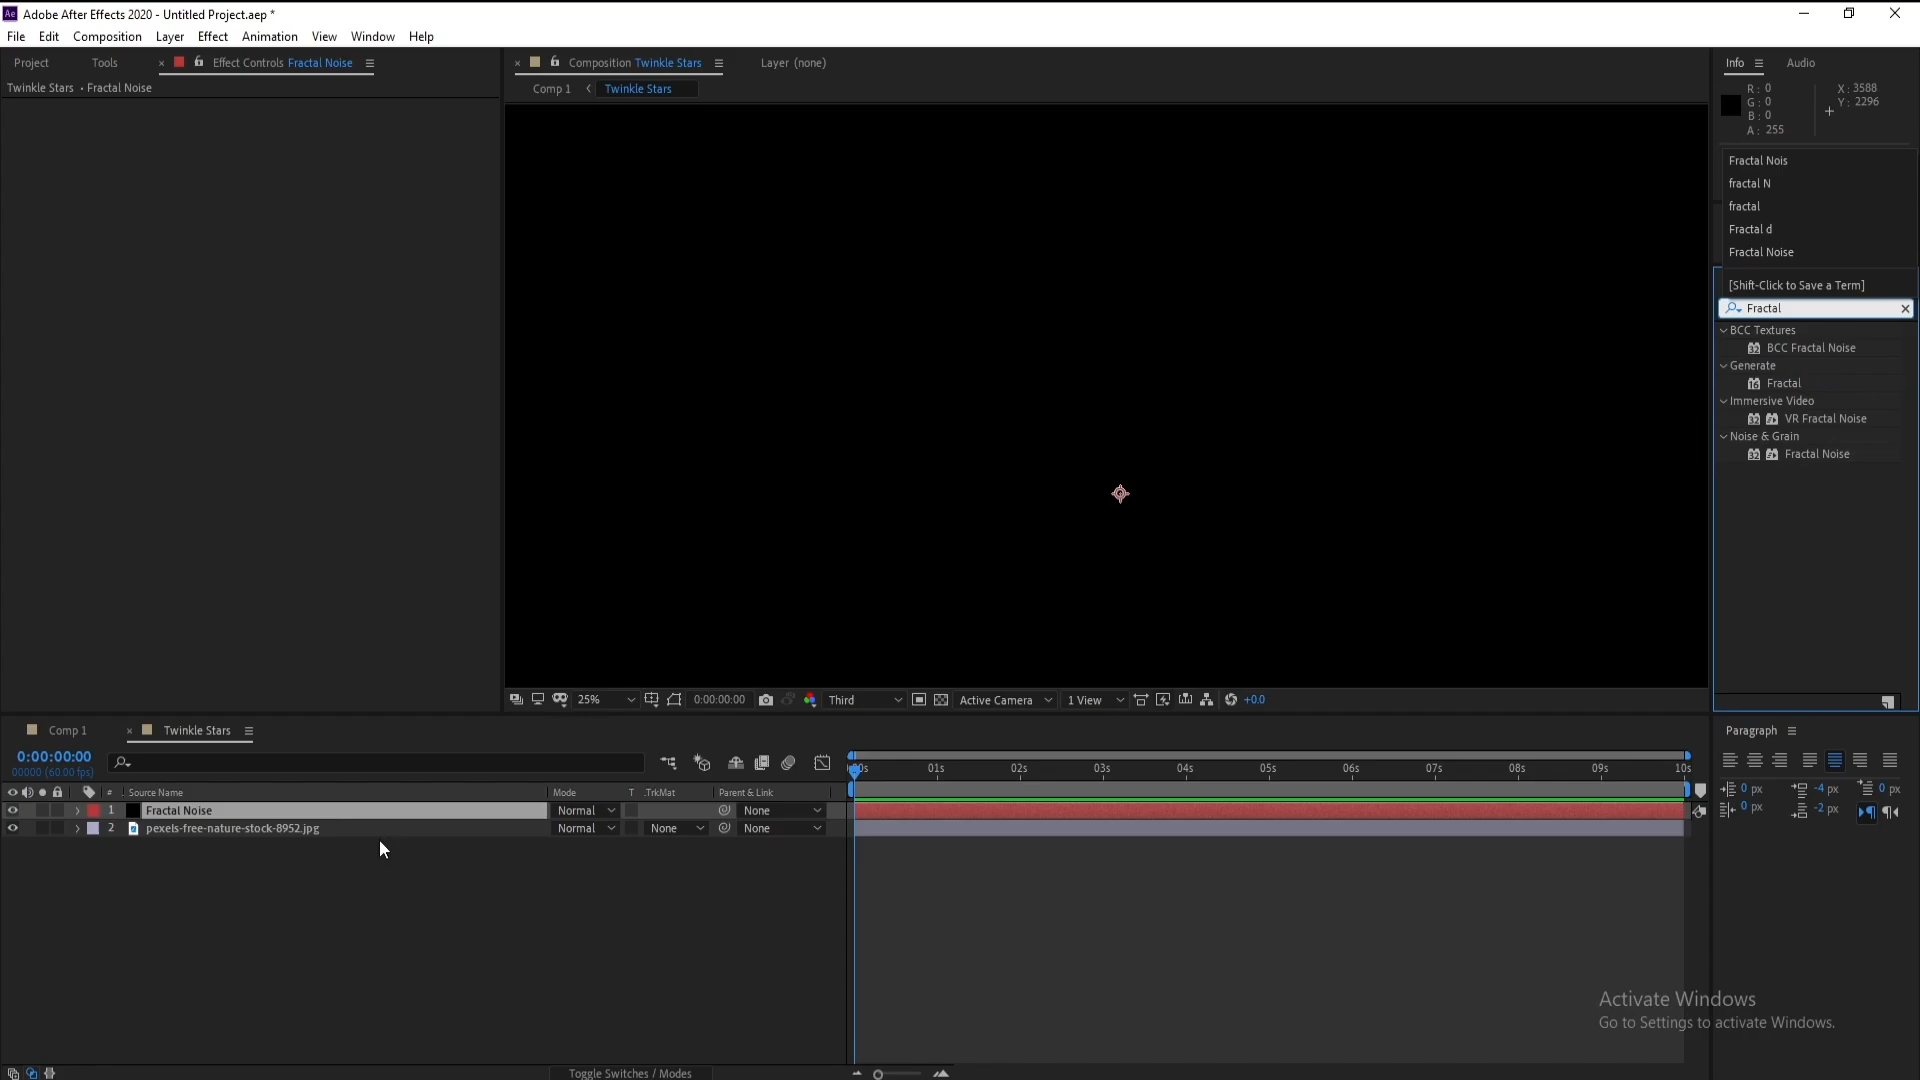 Adobe After Effects 2020 - Untitled Project.aep *
File Edit Composition Layer Effect Animation View Window Help
Project Tools × Effect Controls Fractal Noise
Twinkle Stars • Fractal Noise
× Composition Twinkle Stars Layer (none)
Comp 1 < Twinkle Stars
Info Audio
R: 0
G: 0
B: 0
A: 255
X: 3588
Y: 2296
Fractal Nois
fractal N
fractal
Fractal d
Fractal Noise
[Shift-Click to Save a Term]
Fractal
BCC Textures
32 BCC Fractal Noise
Generate
16 Fractal
Immersive Video
32 VR Fractal Noise
Noise & Grain
32 Fractal Noise
25% 0:00:00:00 Third Active Camera 1 View +0.0
Comp 1 × Twinkle Stars
0:00:00:00
00000 (60.00 fps)
01s 02s 03s 04s 05s 06s 07s 08s 09s 10s
# Source Name Mode T .TrkMat Parent & Link
1 Fractal Noise Normal None
2 pexels-free-nature-stock-8952.jpg Normal None None
Toggle Switches / Modes
Paragraph
0 px -4 px 0 px
0 px -2 px
Activate Windows
Go to Settings to activate Windows.